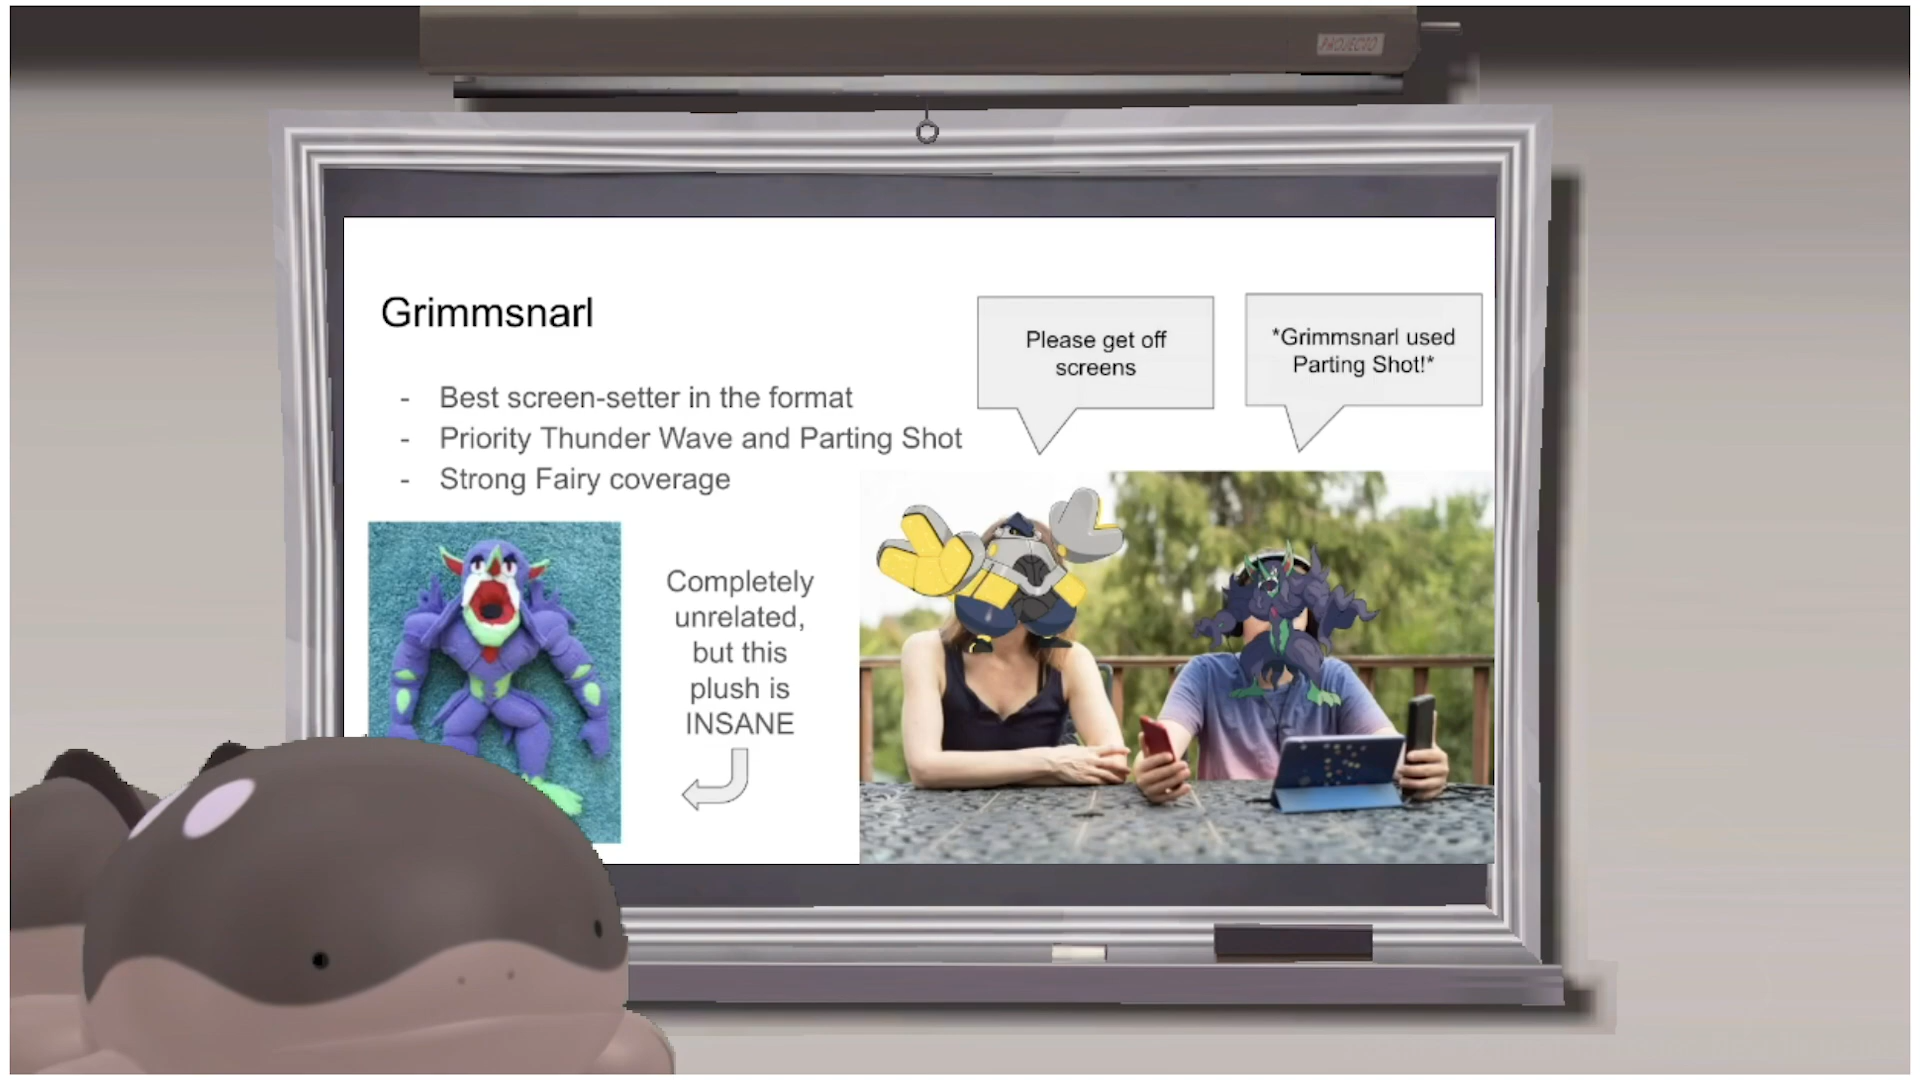 PROJECTO
Grimmsnarl
Please get off
screens
*Grimmsnarl used
Parting Shot!*
- Best screen-setter in the format
- Priority Thunder Wave and Parting Shot
- Strong Fairy coverage
Completely
unrelated,
but this
plush is
INSANE